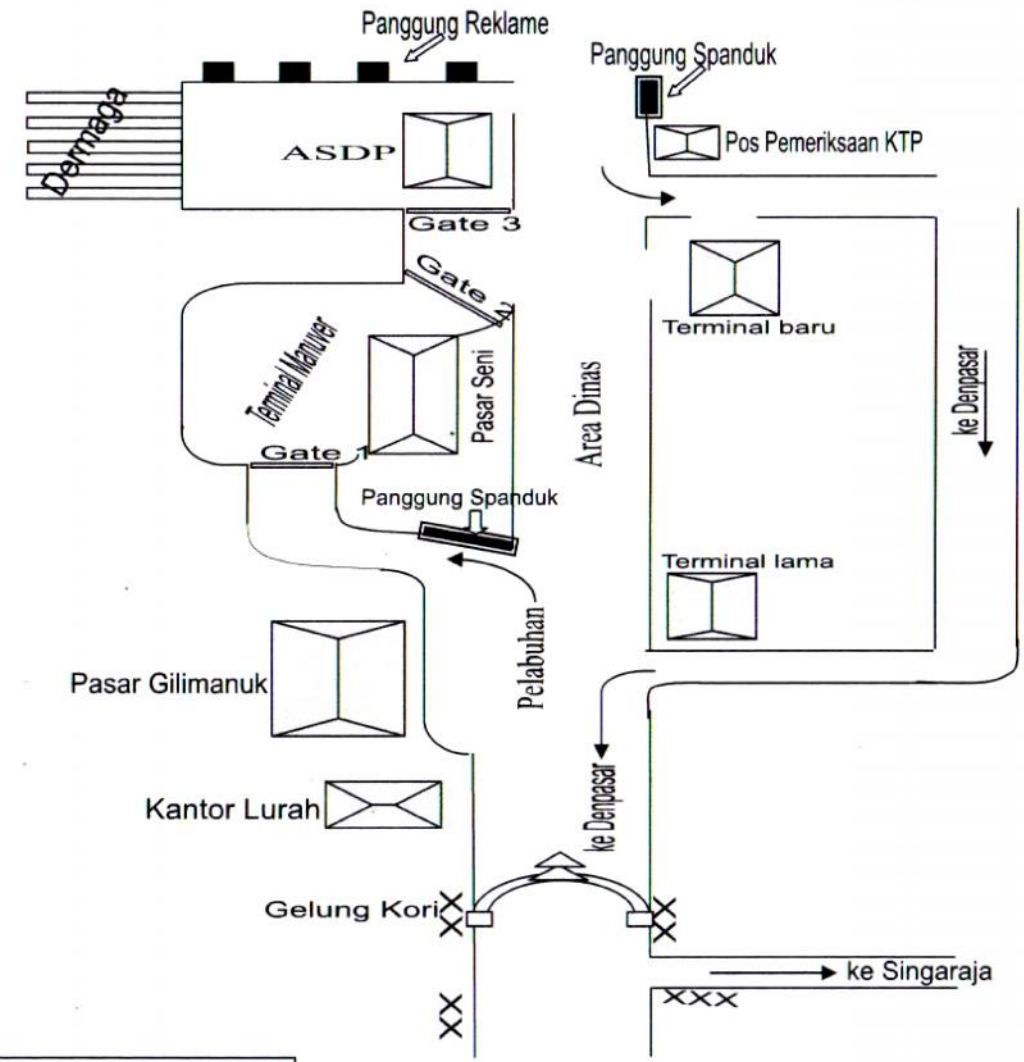 Panggung Reklame
Panggung Spanduk
Dermaga
ASDP
Pos Pemeriksaan KTP
Gate 3
Gate 2
Terminal baru
Terminal Manuver
Pasar Seni
Area Dinas
ke Denpasar
Gate 1
Panggung Spanduk
Terminal lama
Pelabuhan
Pasar Gilimanuk
ke Denpasar
Kantor Lurah
Gelung Kori
ke Singaraja